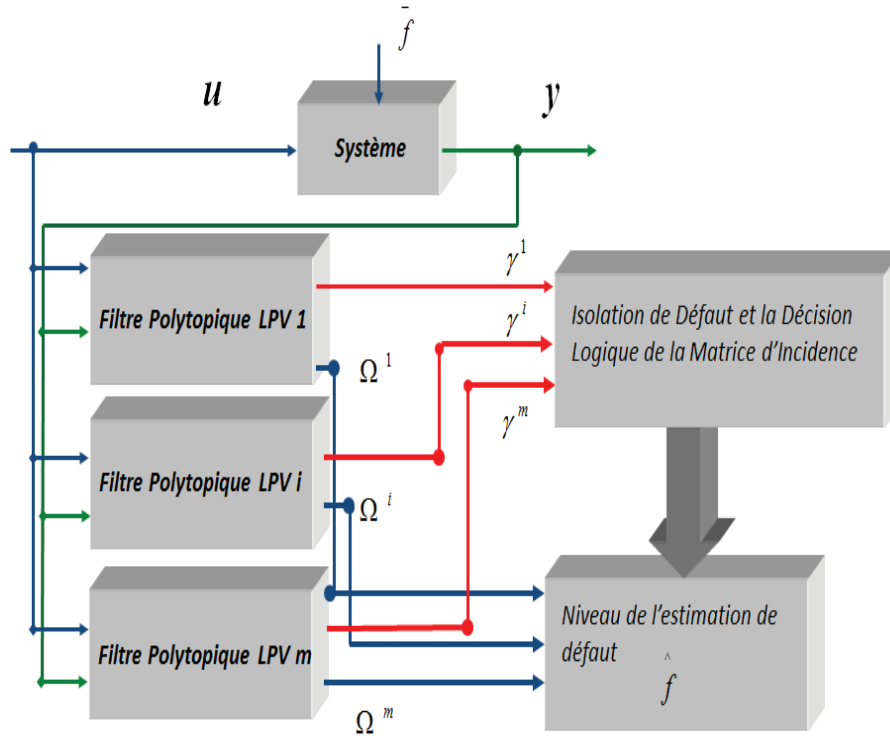 f̄
u
y
Système
Filtre Polytopique LPV 1
γ¹
Isolation de Défaut et la Décision
Logique de la Matrice d'Incidence
γⁱ
Ω¹
γᵐ
Filtre Polytopique LPV i
Ωⁱ
Filtre Polytopique LPV m
Niveau de l'estimation de
défaut
f̂
Ωᵐ